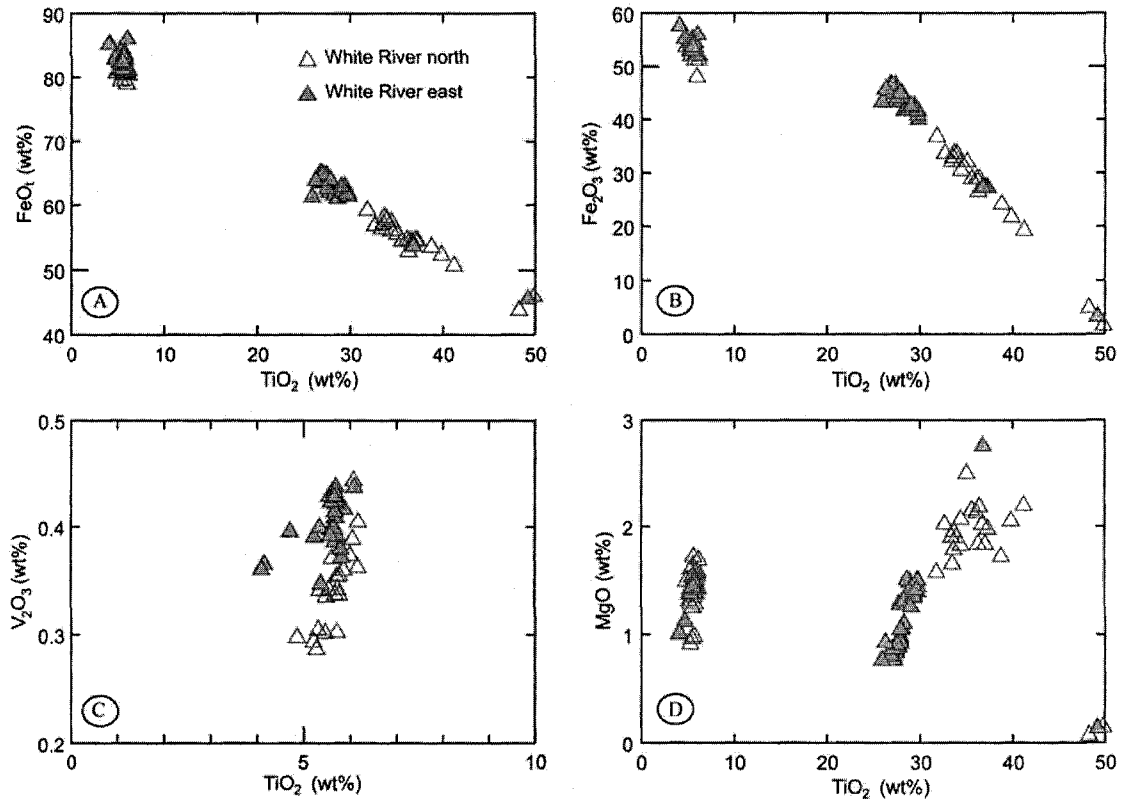 90
80
70
60
50
40
FeOt (wt%)
White River north
White River east
A
0 10 20 30 40 50
TiO2 (wt%)
60
50
40
30
20
10
0
Fe2O3 (wt%)
B
0 10 20 30 40 50
TiO2 (wt%)
0.5
0.4
0.3
0.2
V2O3 (wt%)
C
0 5 10
TiO2 (wt%)
3
2
1
0
MgO (wt%)
D
0 10 20 30 40 50
TiO2 (wt%)